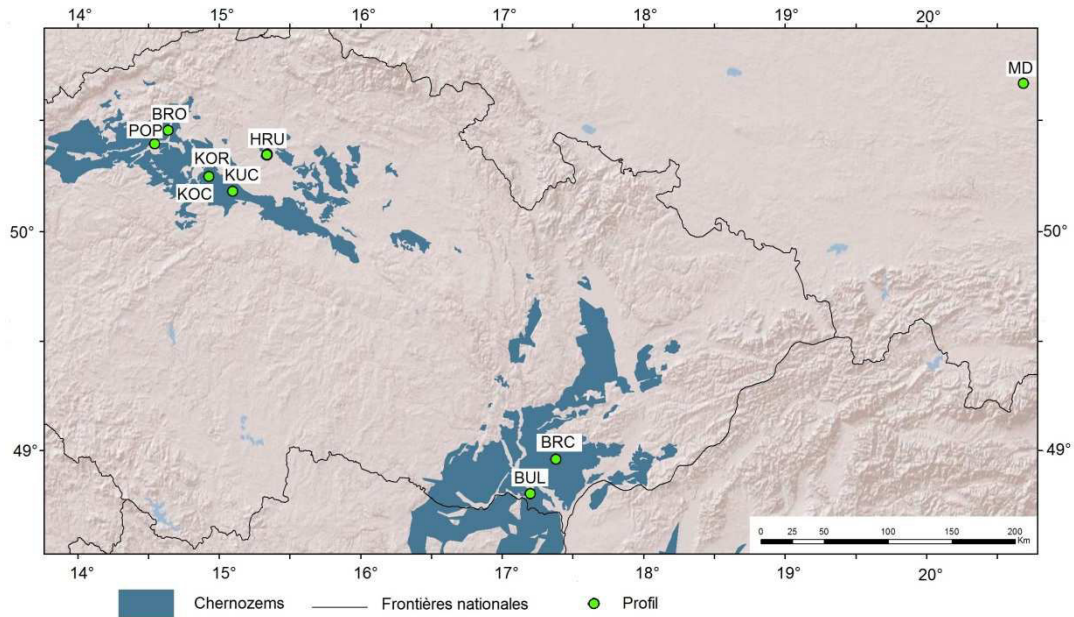 14° 15° 16° 17° 18° 19° 20°
MD
BRO
POP
HRU
KOR
KUC
KOC
50° 50°
49° 49°
BRC
BUL
0 25 50 100 150 200
Km
14° 15° 16° 17° 18° 19° 20°
Chernozems Frontières nationales Profil